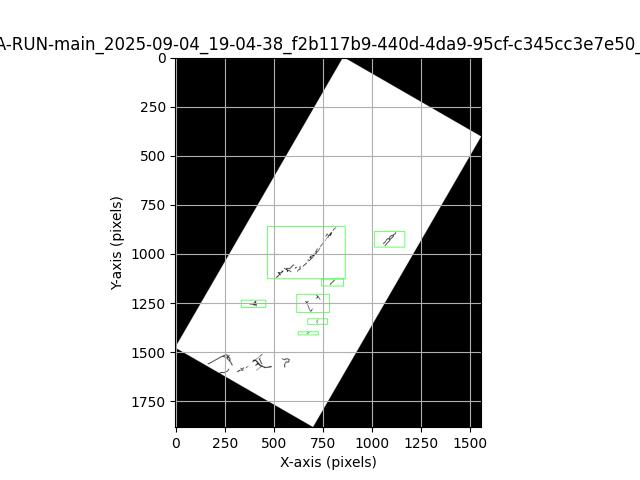 A-RUN-main_2025-09-04_19-04-38_f2b117b9-440d-4da9-95cf-c345cc3e7e50_
0
250
500
750
1000
1250
1500
1750
Y-axis (pixels)
0 250 500 750 1000 1250 1500
X-axis (pixels)